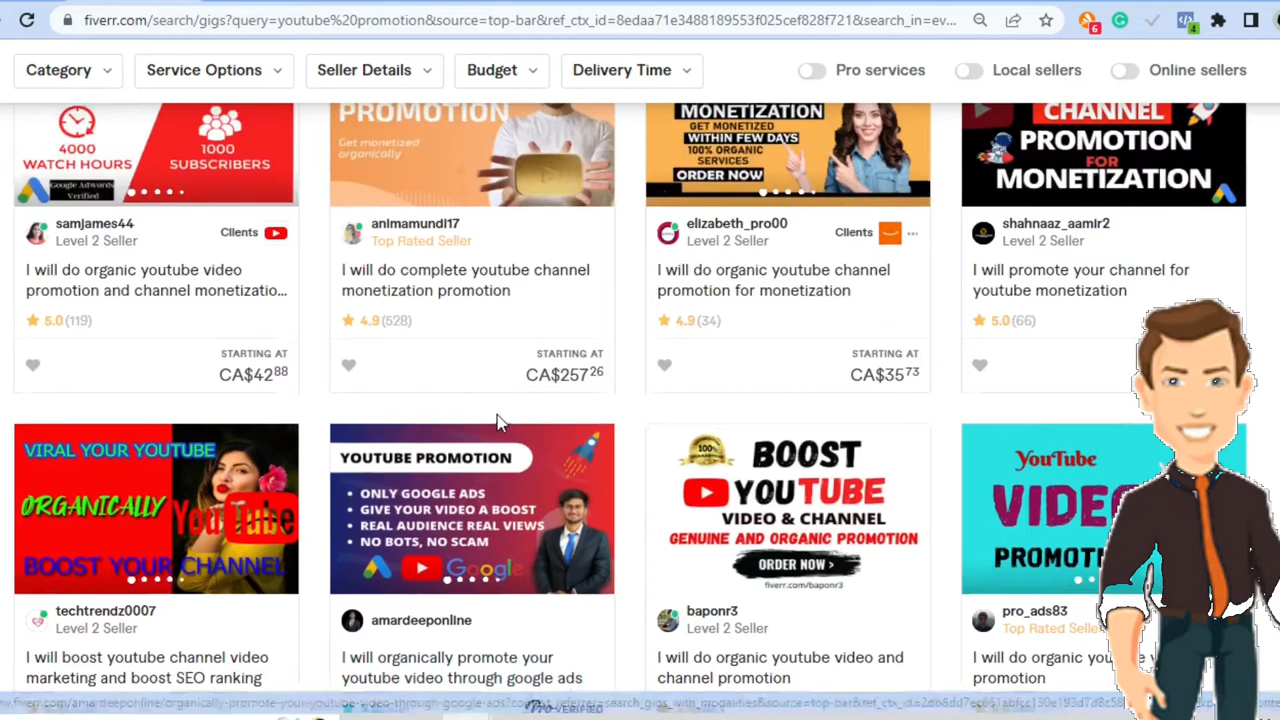 fiverr.com/search/gigs?query=youtube%20promotion&source=top-bar&ref_ctx_id=8edaa71e3488189553f025cef828f721&search_in=ev...
6
4
Category
Service Options
Seller Details
Budget
Delivery Time
Pro services
Local sellers
Online sellers
4000
WATCH HOURS
1000
SUBSCRIBERS
Google Adwords
Verified
PROMOTION
Get monetized
organically
MONETIZATION
GET MONETIZED
WITHIN FEW DAYS
100% ORGANIC
SERVICES
ORDER NOW
CHANNEL
PROMOTION
FOR
MONETIZATION
samjames44
Level 2 Seller
Clients
I will do organic youtube video
promotion and channel monetizatio...
5.0 (119)
STARTING AT
CA$42 88
animamundi17
Top Rated Seller
I will do complete youtube channel
monetization promotion
4.9 (528)
STARTING AT
CA$257 26
elizabeth_pro00
Level 2 Seller
Clients
...
I will do organic youtube channel
promotion for monetization
4.9 (34)
STARTING AT
CA$35 73
shahnaaz_aamir2
Level 2 Seller
I will promote your channel for
youtube monetization
5.0 (66)
VIRAL YOUR YOUTUBE
ORGANICALLY
YouTube
BOOST YOUR CHANNEL
YOUTUBE PROMOTION
• ONLY GOOGLE ADS
• GIVE YOUR VIDEO A BOOST
• REAL AUDIENCE REAL VIEWS
• NO BOTS, NO SCAM
Google
100%
BOOST
YOUTUBE
VIDEO & CHANNEL
GENUINE AND ORGANIC PROMOTION
ORDER NOW >
fiverr.com/baponr3
YouTube
VIDE
PROMOTI
techtrendz0007
Level 2 Seller
I will boost youtube channel video
marketing and boost SEO ranking
amardeeponline
I will organically promote your
youtube video through google ads
baponr3
Level 2 Seller
I will do organic youtube video and
channel promotion
pro_ads83
Top Rated Selle
I will do organic y
promotion
VERIFIED